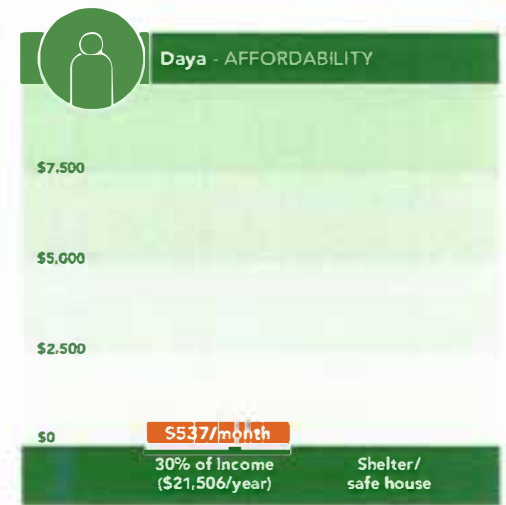 Daya - AFFORDABILITY
$7,500
$5,000
$2,500
$0
$537/month
30% of Income
($21,506/year)
Shelter/
safe house